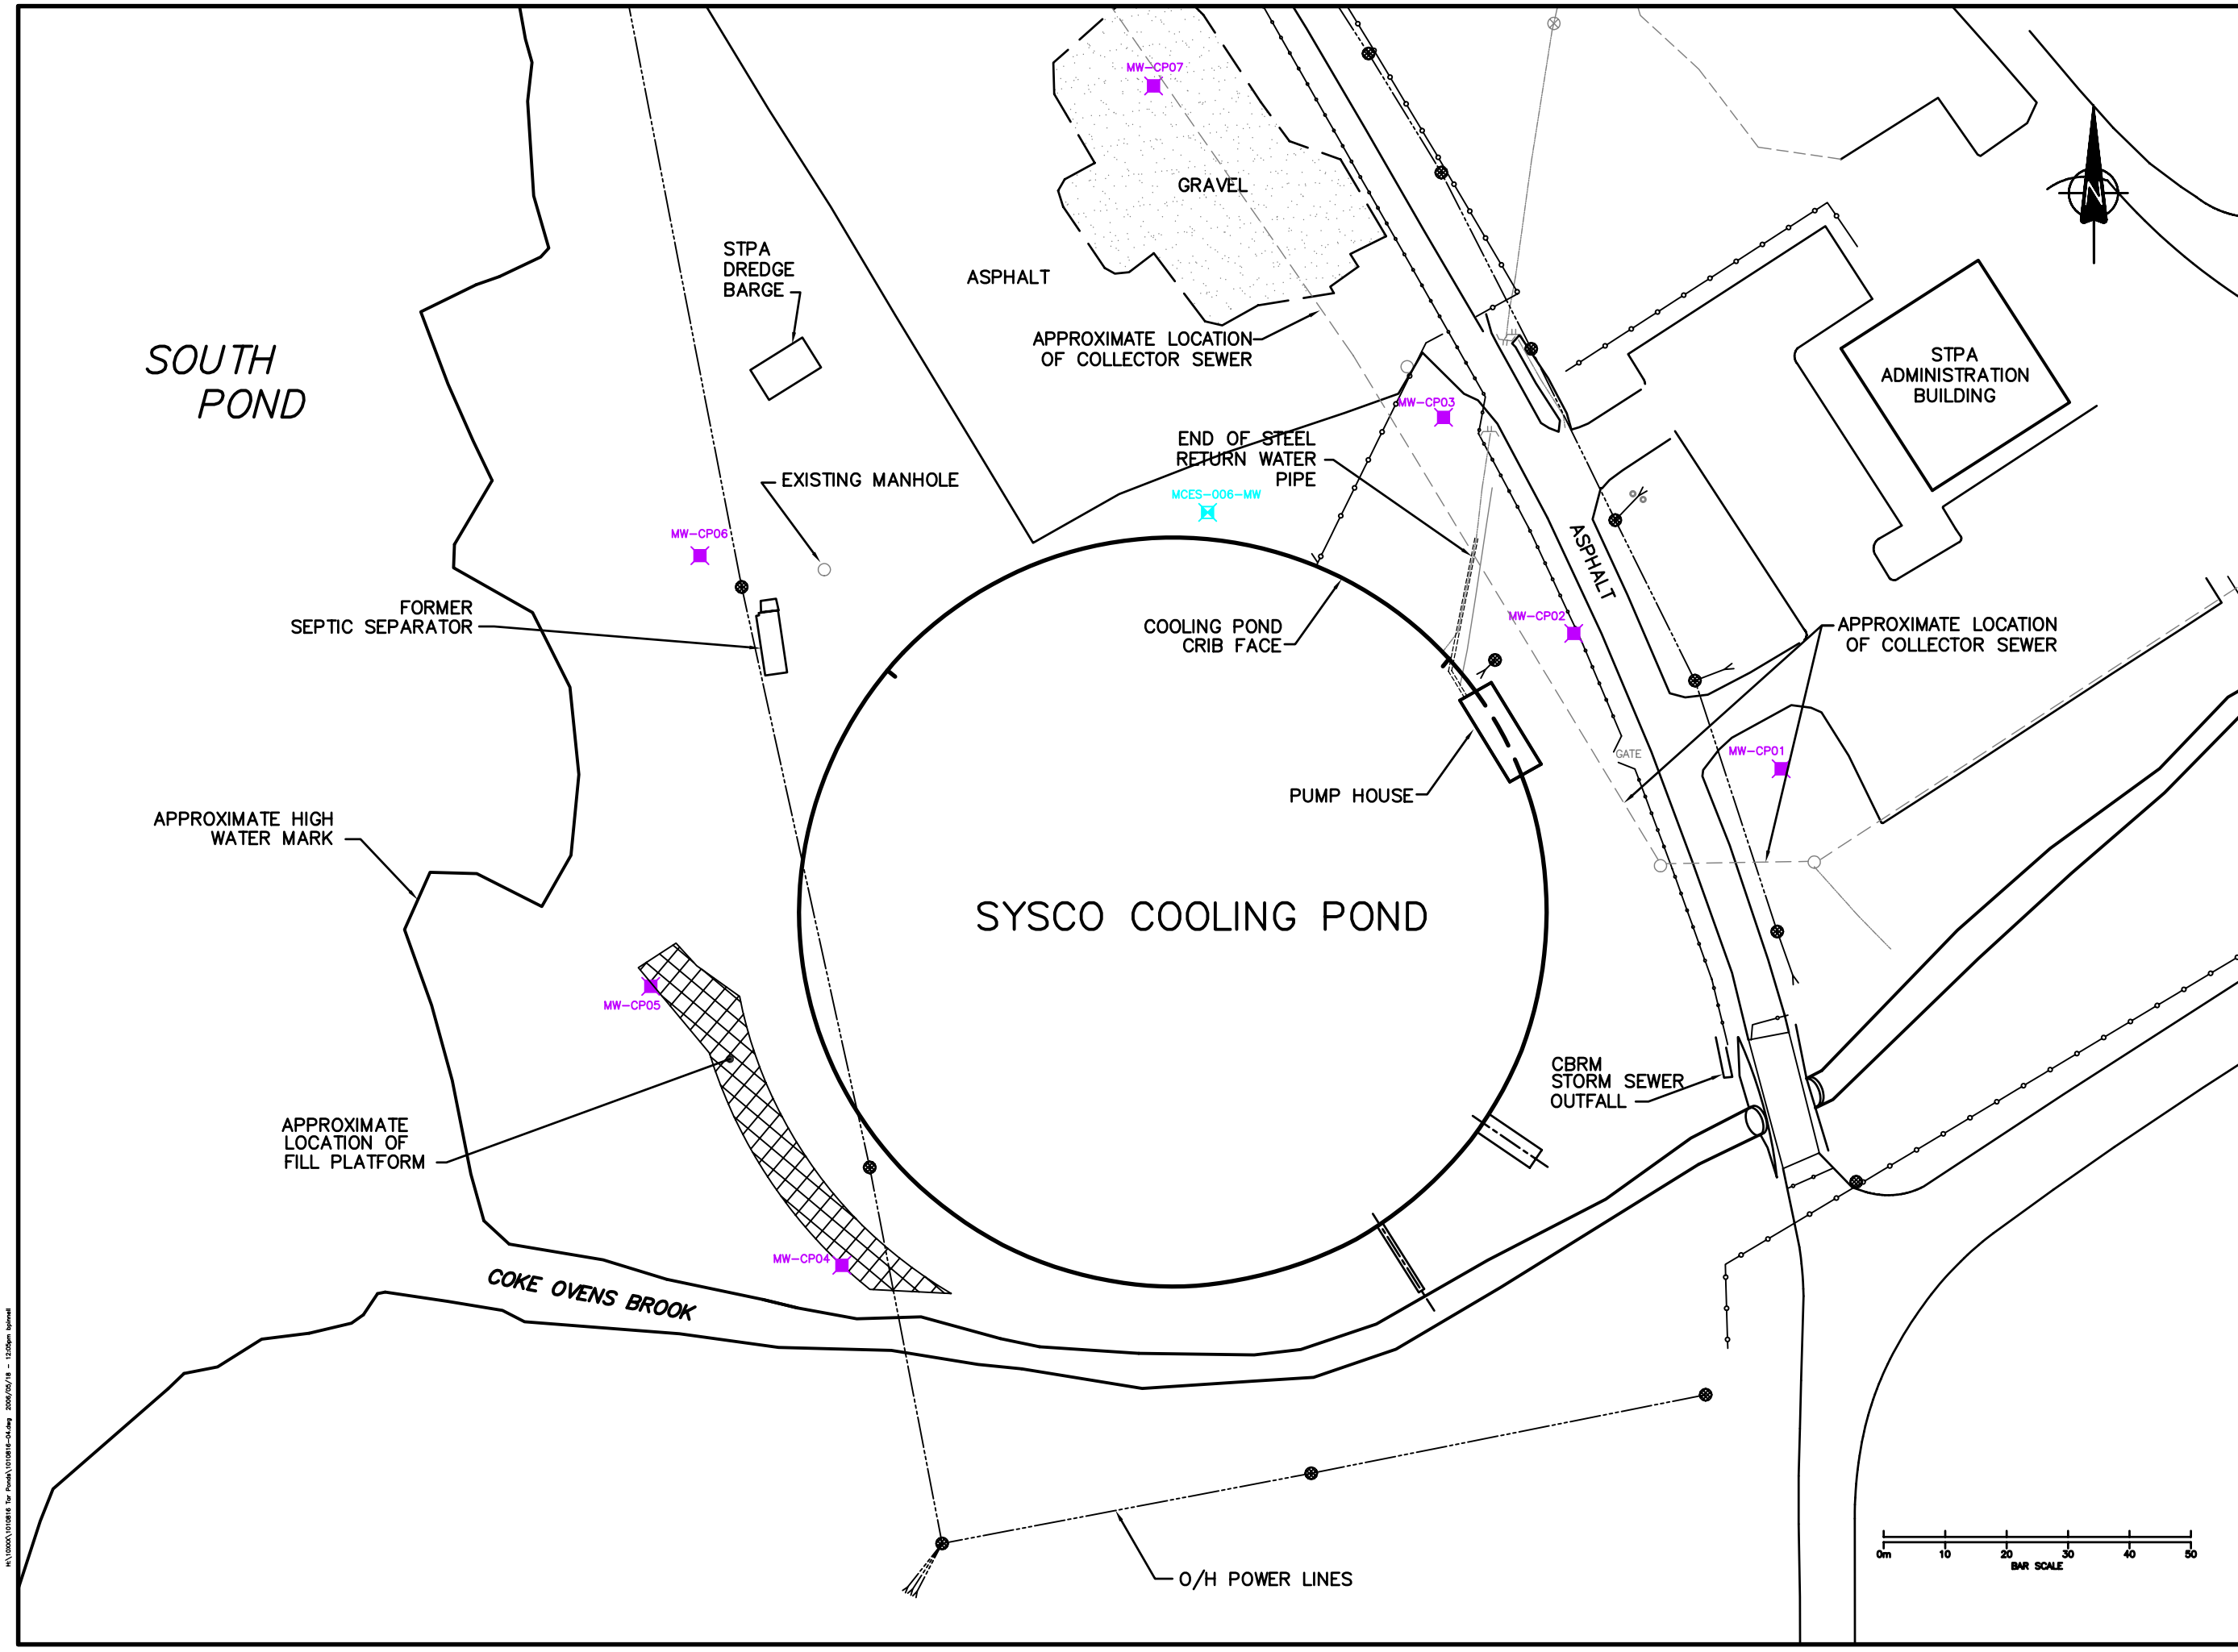 MW-CP07
GRAVEL
N
STPA
DREDGE
BARGE
ASPHALT
SOUTH
POND
APPROXIMATE LOCATION
OF COLLECTOR SEWER
STPA
ADMINISTRATION
BUILDING
MW-CP03
END OF STEEL
RETURN WATER
PIPE
EXISTING MANHOLE
MCES-006-MW
MW-CP06
ASPHALT
FORMER
SEPTIC SEPARATOR
COOLING POND
CRIB FACE
MW-CP02
APPROXIMATE LOCATION
OF COLLECTOR SEWER
GATE
MW-CP01
PUMP HOUSE
APPROXIMATE HIGH
WATER MARK
SYSCO COOLING POND
MW-CP05
CBRM
STORM SEWER
OUTFALL
APPROXIMATE
LOCATION OF
FILL PLATFORM
MW-CP04
COKE OVENS BROOK
O/H POWER LINES
0m 10 20 30 40 50
BAR SCALE